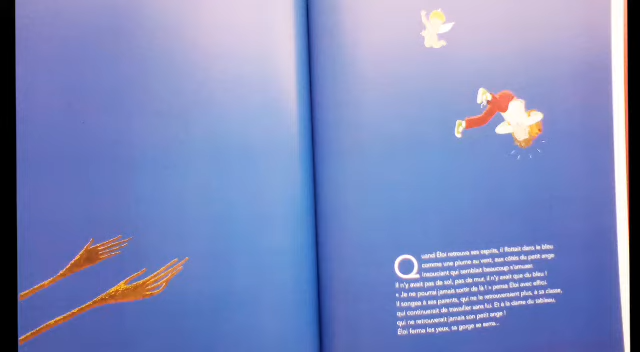 Quand Éloi retrouva ses esprits, il flottait dans le bleu
comme une plume au vent, aux côtés du petit ange
insouciant qui semblait beaucoup s'amuser.
Il n'y avait pas de sol, pas de mur, il n'y avait que du bleu !
« Je ne pourrai jamais sortir de là ! » pensa Éloi avec effroi.
Il songea à ses parents, qui ne le retrouveraient plus, à sa classe,
qui continuerait de travailler sans lui. Et à la dame du tableau,
qui ne retrouverait jamais son petit ange !
Éloi ferma les yeux, sa gorge se serra...